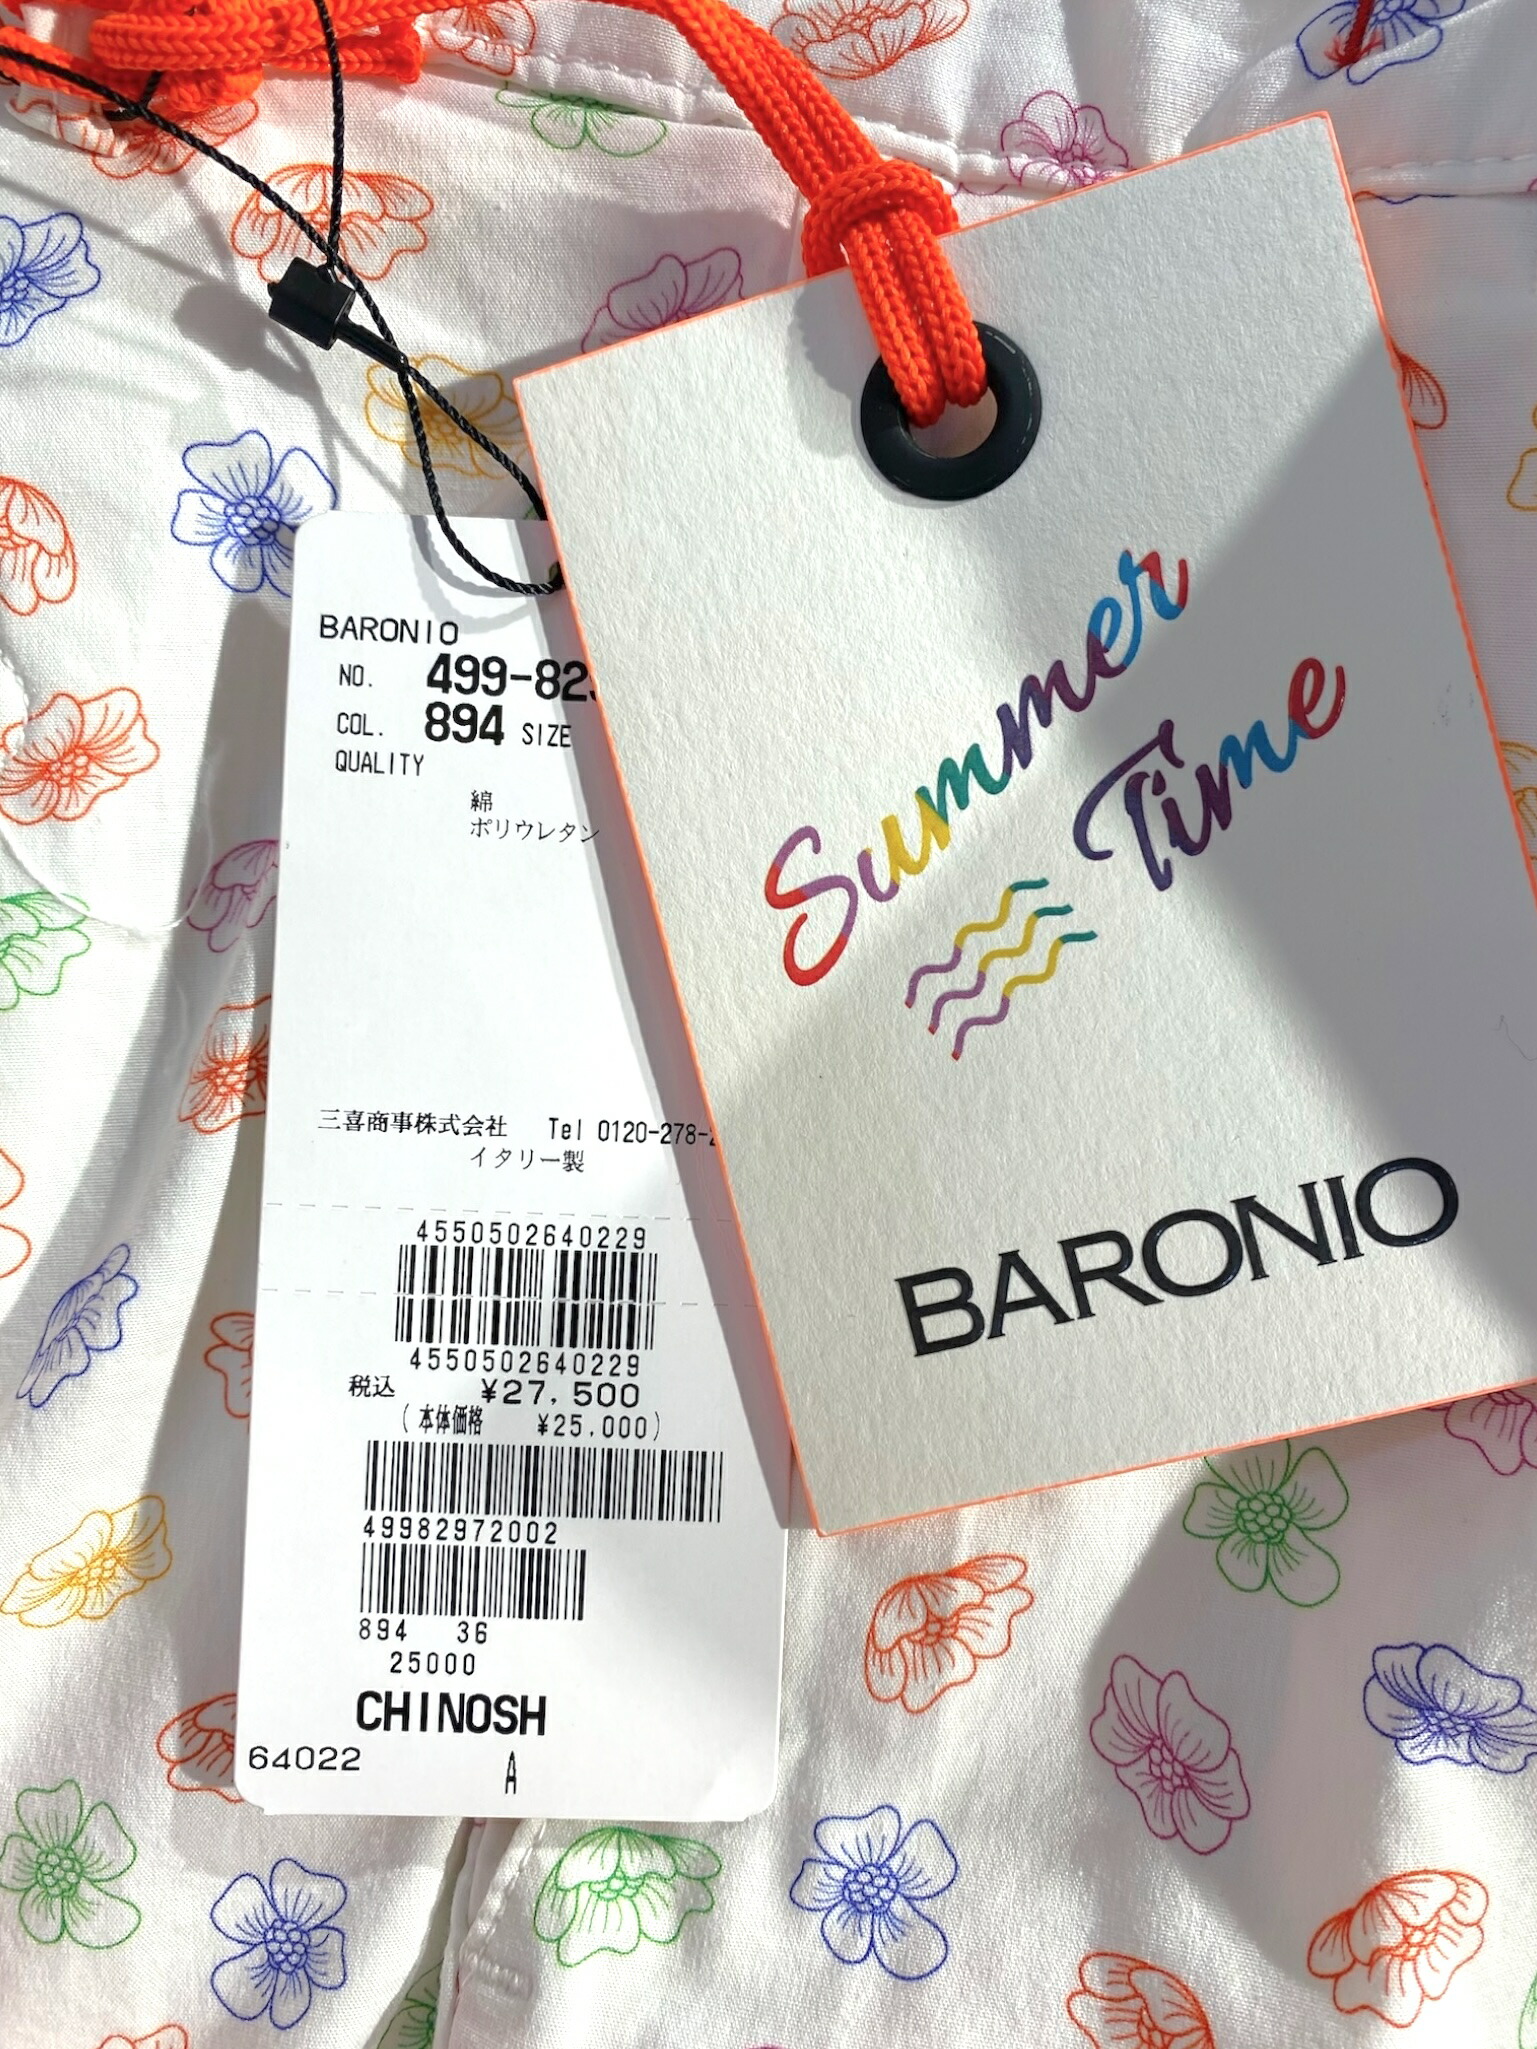 BARONIO
NO. 499-82
COL. 894 SIZE
QUALITY
綿
ポリウレタン
三喜商事株式会社 Tel 0120-278-
イタリー製
4550502640229
4550502640229
税込 ¥27,500
(本体価格 ¥25,000)
49982972002
894 36
25000
CHINOSH
64022 A
Summer
Time
BARONIO